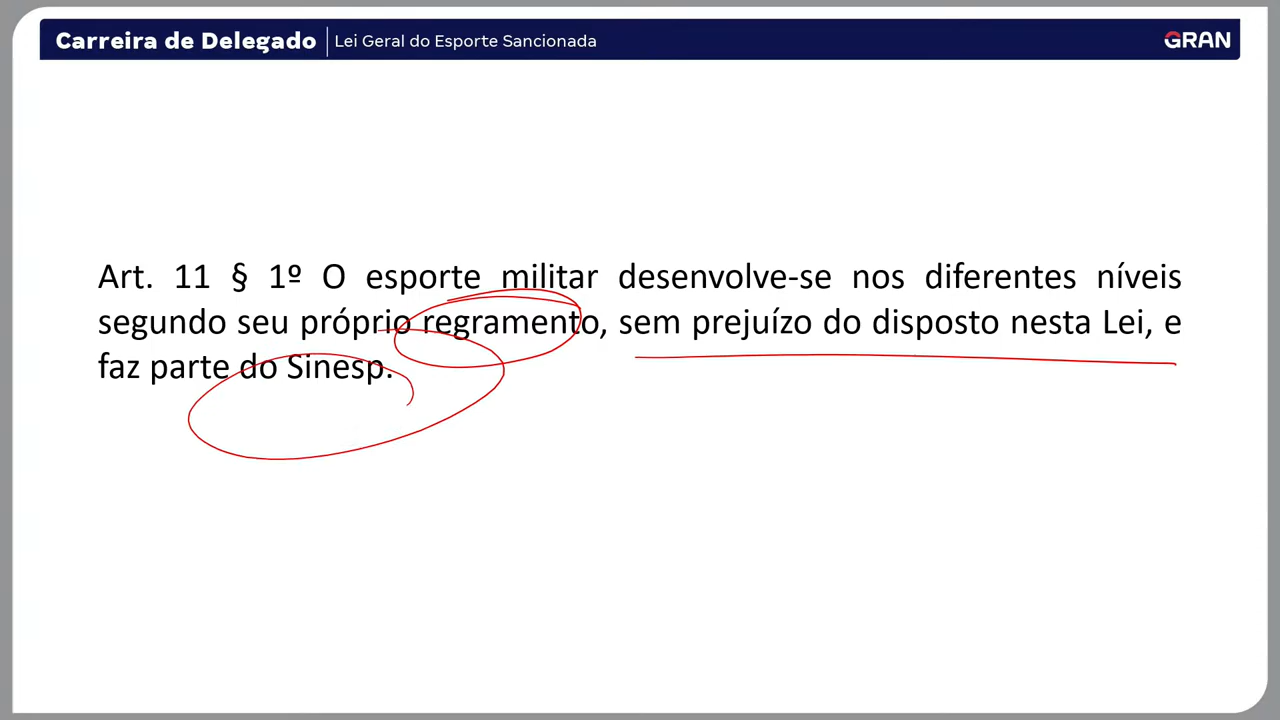 Carreira de Delegado Lei Geral do Esporte Sancionada GRAN
Art. 11 § 1º O esporte militar desenvolve-se nos diferentes níveis
segundo seu próprio regramento, sem prejuízo do disposto nesta Lei, e
faz parte do Sinesp.